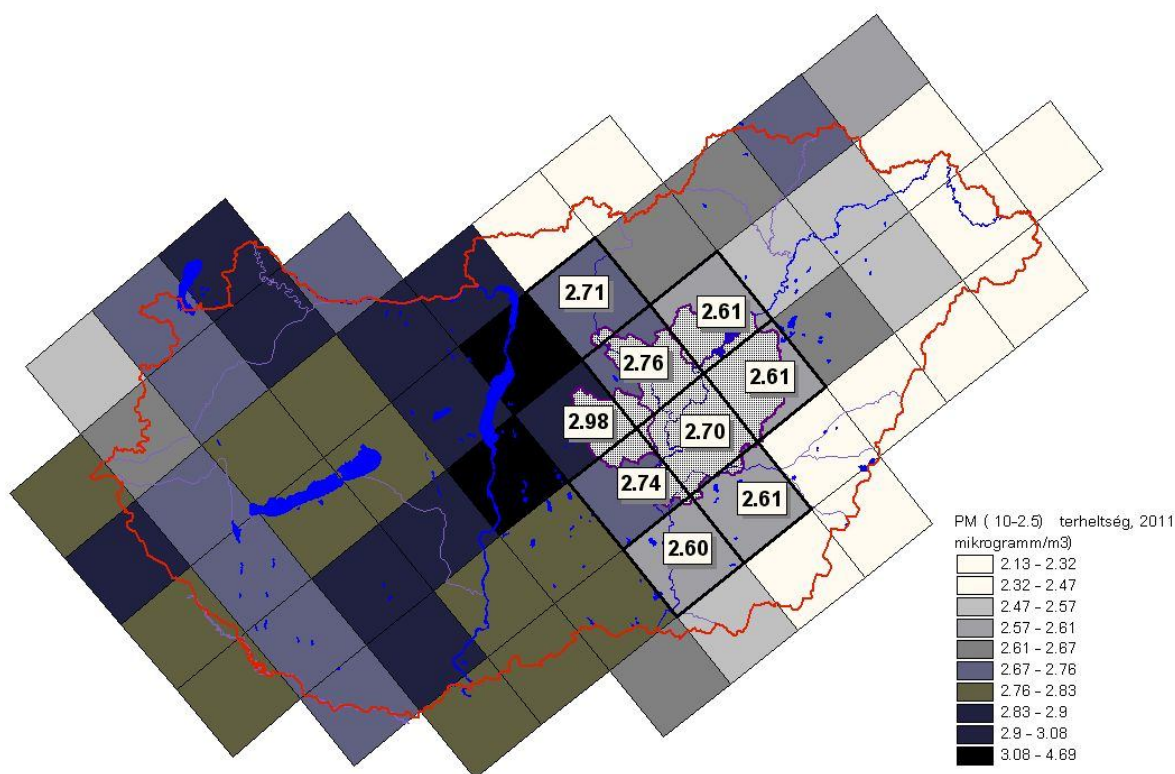 2.71
2.61
2.76
2.61
2.98
2.70
2.74
2.61
2.60
PM ( 10-2.5) terheltség, 2011
mikrogramm/m3)
2.13 - 2.32
2.32 - 2.47
2.47 - 2.57
2.57 - 2.61
2.61 - 2.67
2.67 - 2.76
2.76 - 2.83
2.83 - 2.9
2.9 - 3.08
3.08 - 4.69